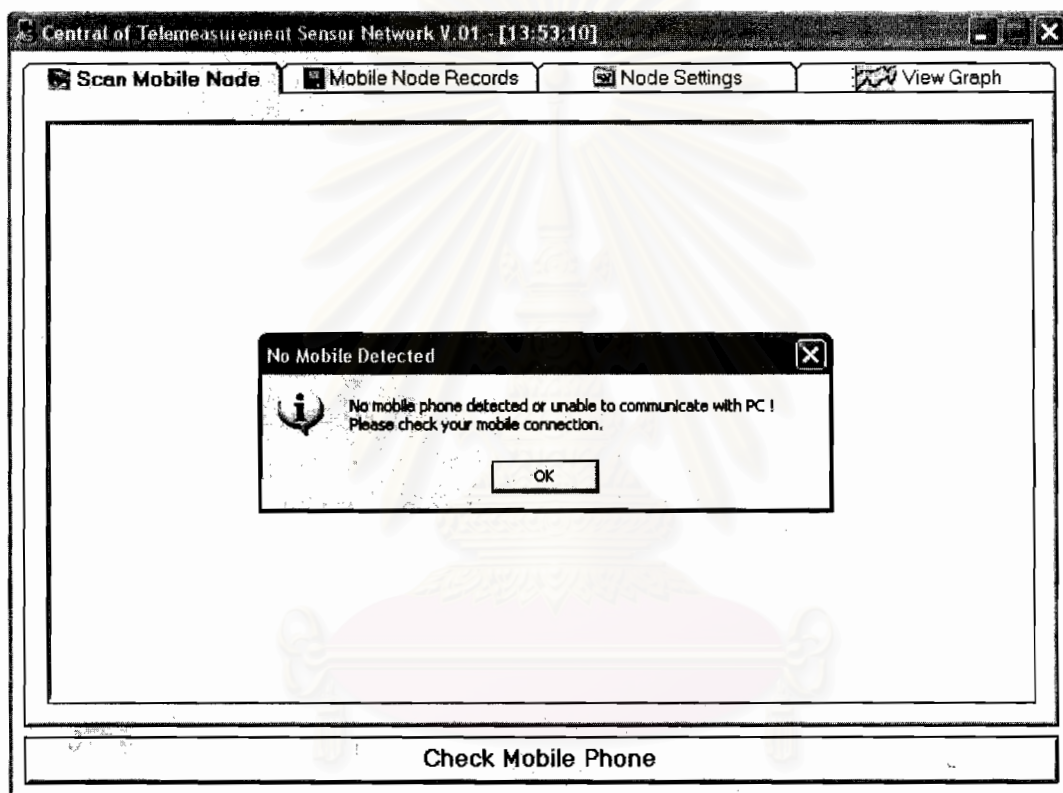 Central of Telemeasurement Sensor Network V.01 - [13:53:10]
Scan Mobile Node
Mobile Node Records
Node Settings
View Graph
No Mobile Detected
No mobile phone detected or unable to communicate with PC !
Please check your mobile connection.
OK
Check Mobile Phone